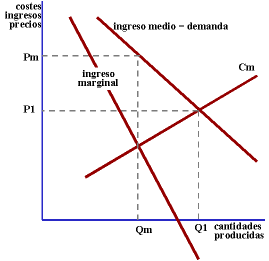 costes
ingresos
precios
ingreso medio = demanda
Pm
ingreso
marginal
Cm
P1
Qm
Q1
cantidades
producidas